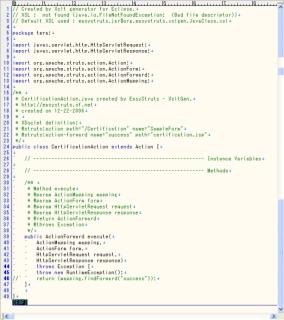 // Created by Xslt generator for Eclipse.
// XSL :  not found (java.io.FileNotFoundException:  (Bad file descriptor))
// Default XSL used : easystruts.jar$org.easystruts.xslgen.JavaClass.xsl
package tera;
import javax.servlet.http.HttpServletRequest;
import javax.servlet.http.HttpServletResponse;
import org.apache.struts.action.Action;
import org.apache.struts.action.ActionForm;
import org.apache.struts.action.ActionForward;
import org.apache.struts.action.ActionMapping;
/**
* CertificationAction.java created by EasyStruts - XsltGen.
* http://easystruts.sf.net
* created on 12-22-2006
*
* XDoclet definition:
* @struts:action path="/Certification" name="SampleForm"
* @struts:action-forward name="success" path="certification.jsp"
*/
public class CertificationAction extends Action {
// --------------------------------------------------------- Instance Variables
// --------------------------------------------------------- Methods
/**
* Method execute
* @param ActionMapping mapping
* @param ActionForm form
* @param HttpServletRequest request
* @param HttpServletResponse response
* @return ActionForward
* @throws Exception
*/
public ActionForward execute(
ActionMapping mapping,
ActionForm form,
HttpServletRequest request,
HttpServletResponse response)
throws Exception {
throw new RuntimeException();
// return (mapping.findForward("success"));
}
}